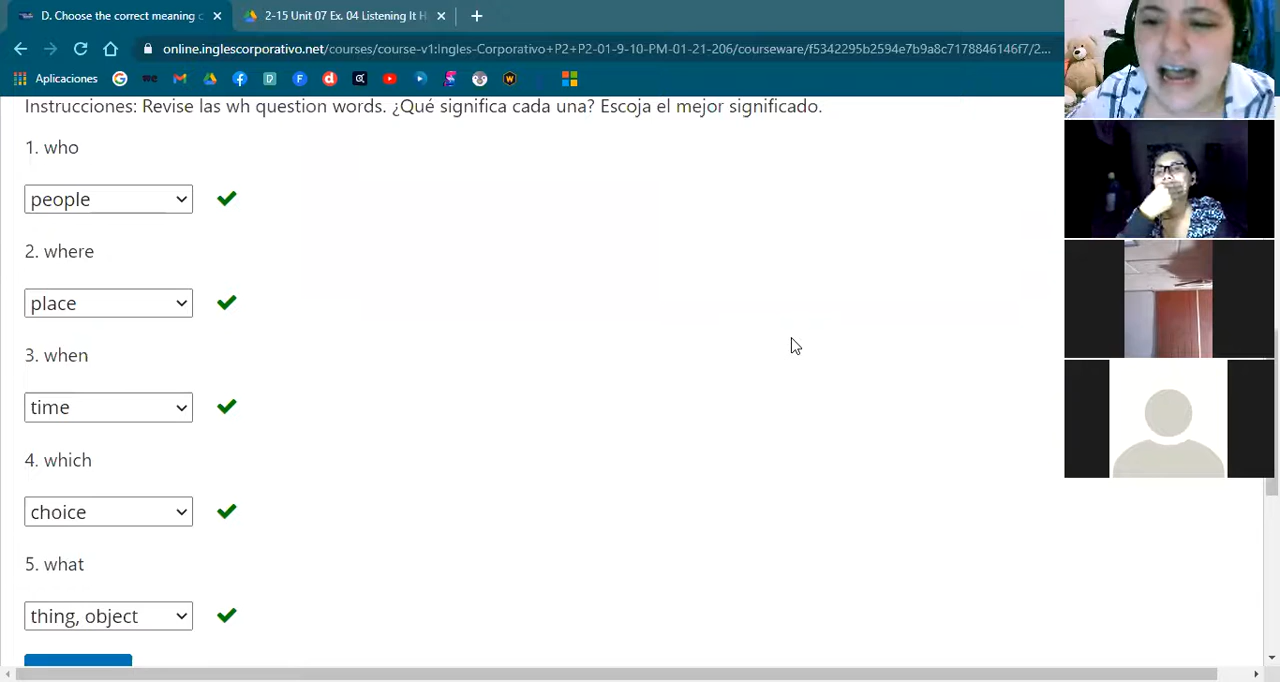 D. Choose the correct meaning c
2-15 Unit 07 Ex. 04 Listening It H
online.inglescorporativo.net/courses/course-v1:Ingles-Corporativo+P2+P2-01-9-10-PM-01-21-206/courseware/f5342295b2594e7b9a8c7178846146f7/2...
Aplicaciones
Instrucciones: Revise las wh question words. ¿Qué significa cada una? Escoja el mejor significado.
1. who
people
2. where
place
3. when
time
4. which
choice
5. what
thing, object